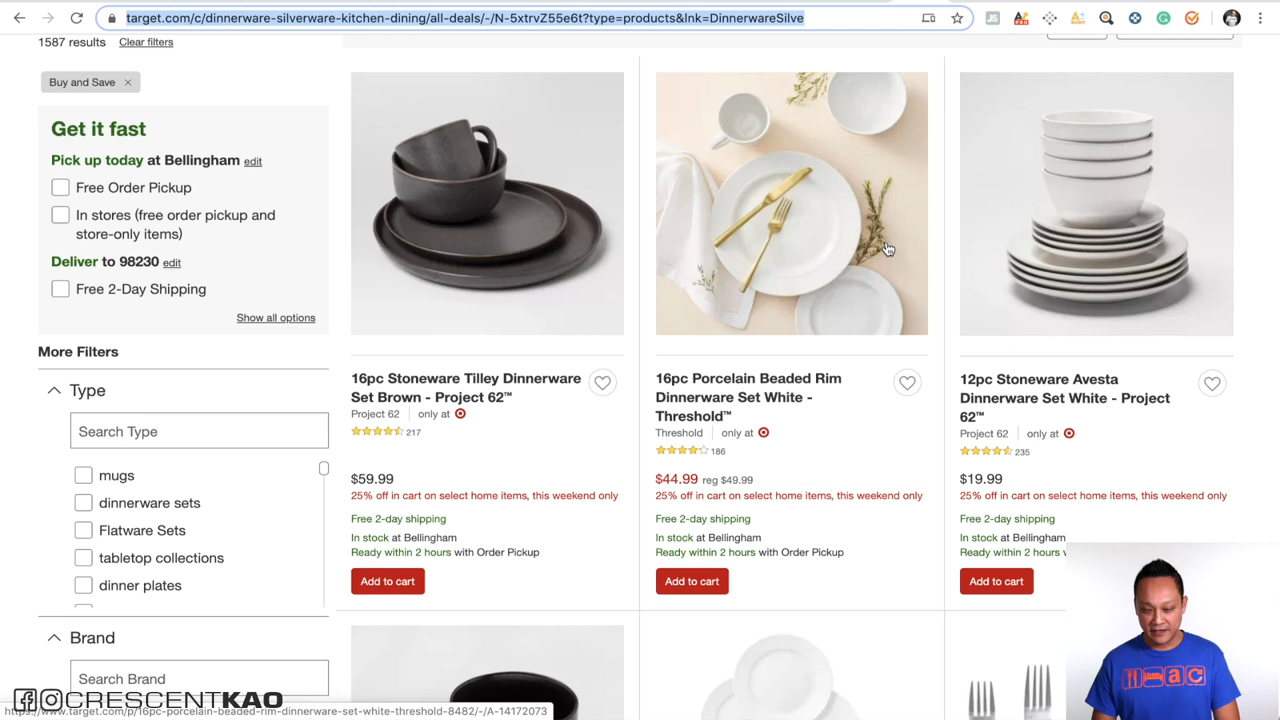 target.com/c/dinnerware-silverware-kitchen-dining/all-deals/-/N-5xtrvZ55e6t?type=products&lnk=DinnerwareSilve
1587 results Clear filters
Buy and Save ×
Get it fast
Pick up today at Bellingham edit
Free Order Pickup
In stores (free order pickup and
store-only items)
Deliver to 98230 edit
Free 2-Day Shipping
Show all options
More Filters
Type
Search Type
mugs
dinnerware sets
Flatware Sets
tabletop collections
dinner plates
Brand
Search Brand
16pc Stoneware Tilley Dinnerware
Set Brown - Project 62™
Project 62 only at
217
$59.99
25% off in cart on select home items, this weekend only
Free 2-day shipping
In stock at Bellingham
Ready within 2 hours with Order Pickup
Add to cart
16pc Porcelain Beaded Rim
Dinnerware Set White -
Threshold™
Threshold only at
186
$44.99 reg $49.99
25% off in cart on select home items, this weekend only
Free 2-day shipping
In stock at Bellingham
Ready within 2 hours with Order Pickup
Add to cart
12pc Stoneware Avesta
Dinnerware Set White - Project
62™
Project 62 only at
235
$19.99
25% off in cart on select home items, this weekend only
Free 2-day shipping
In stock at Bellingham
Ready within 2 hours
Add to cart
CRESCENTKAO
https://www.target.com/p/16pc-porcelain-beaded-rim-dinnerware-set-white-threshold-8482/-/A-14172073